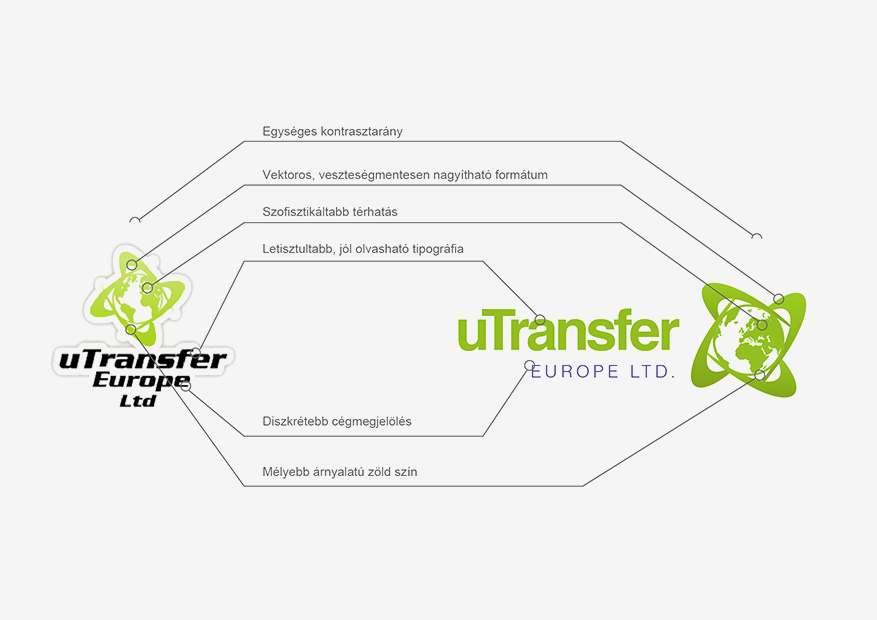 Egységes kontrasztarány
Vektoros, veszteségmentesen nagyítható formátum
Szofisztikáltabb térhatás
Letisztultabb, jól olvasható tipográfia
uTransfer
Europe
Ltd
uTransfer
EUROPE LTD.
Diszkrétebb cégmegjelölés
Mélyebb árnyalatú zöld szín